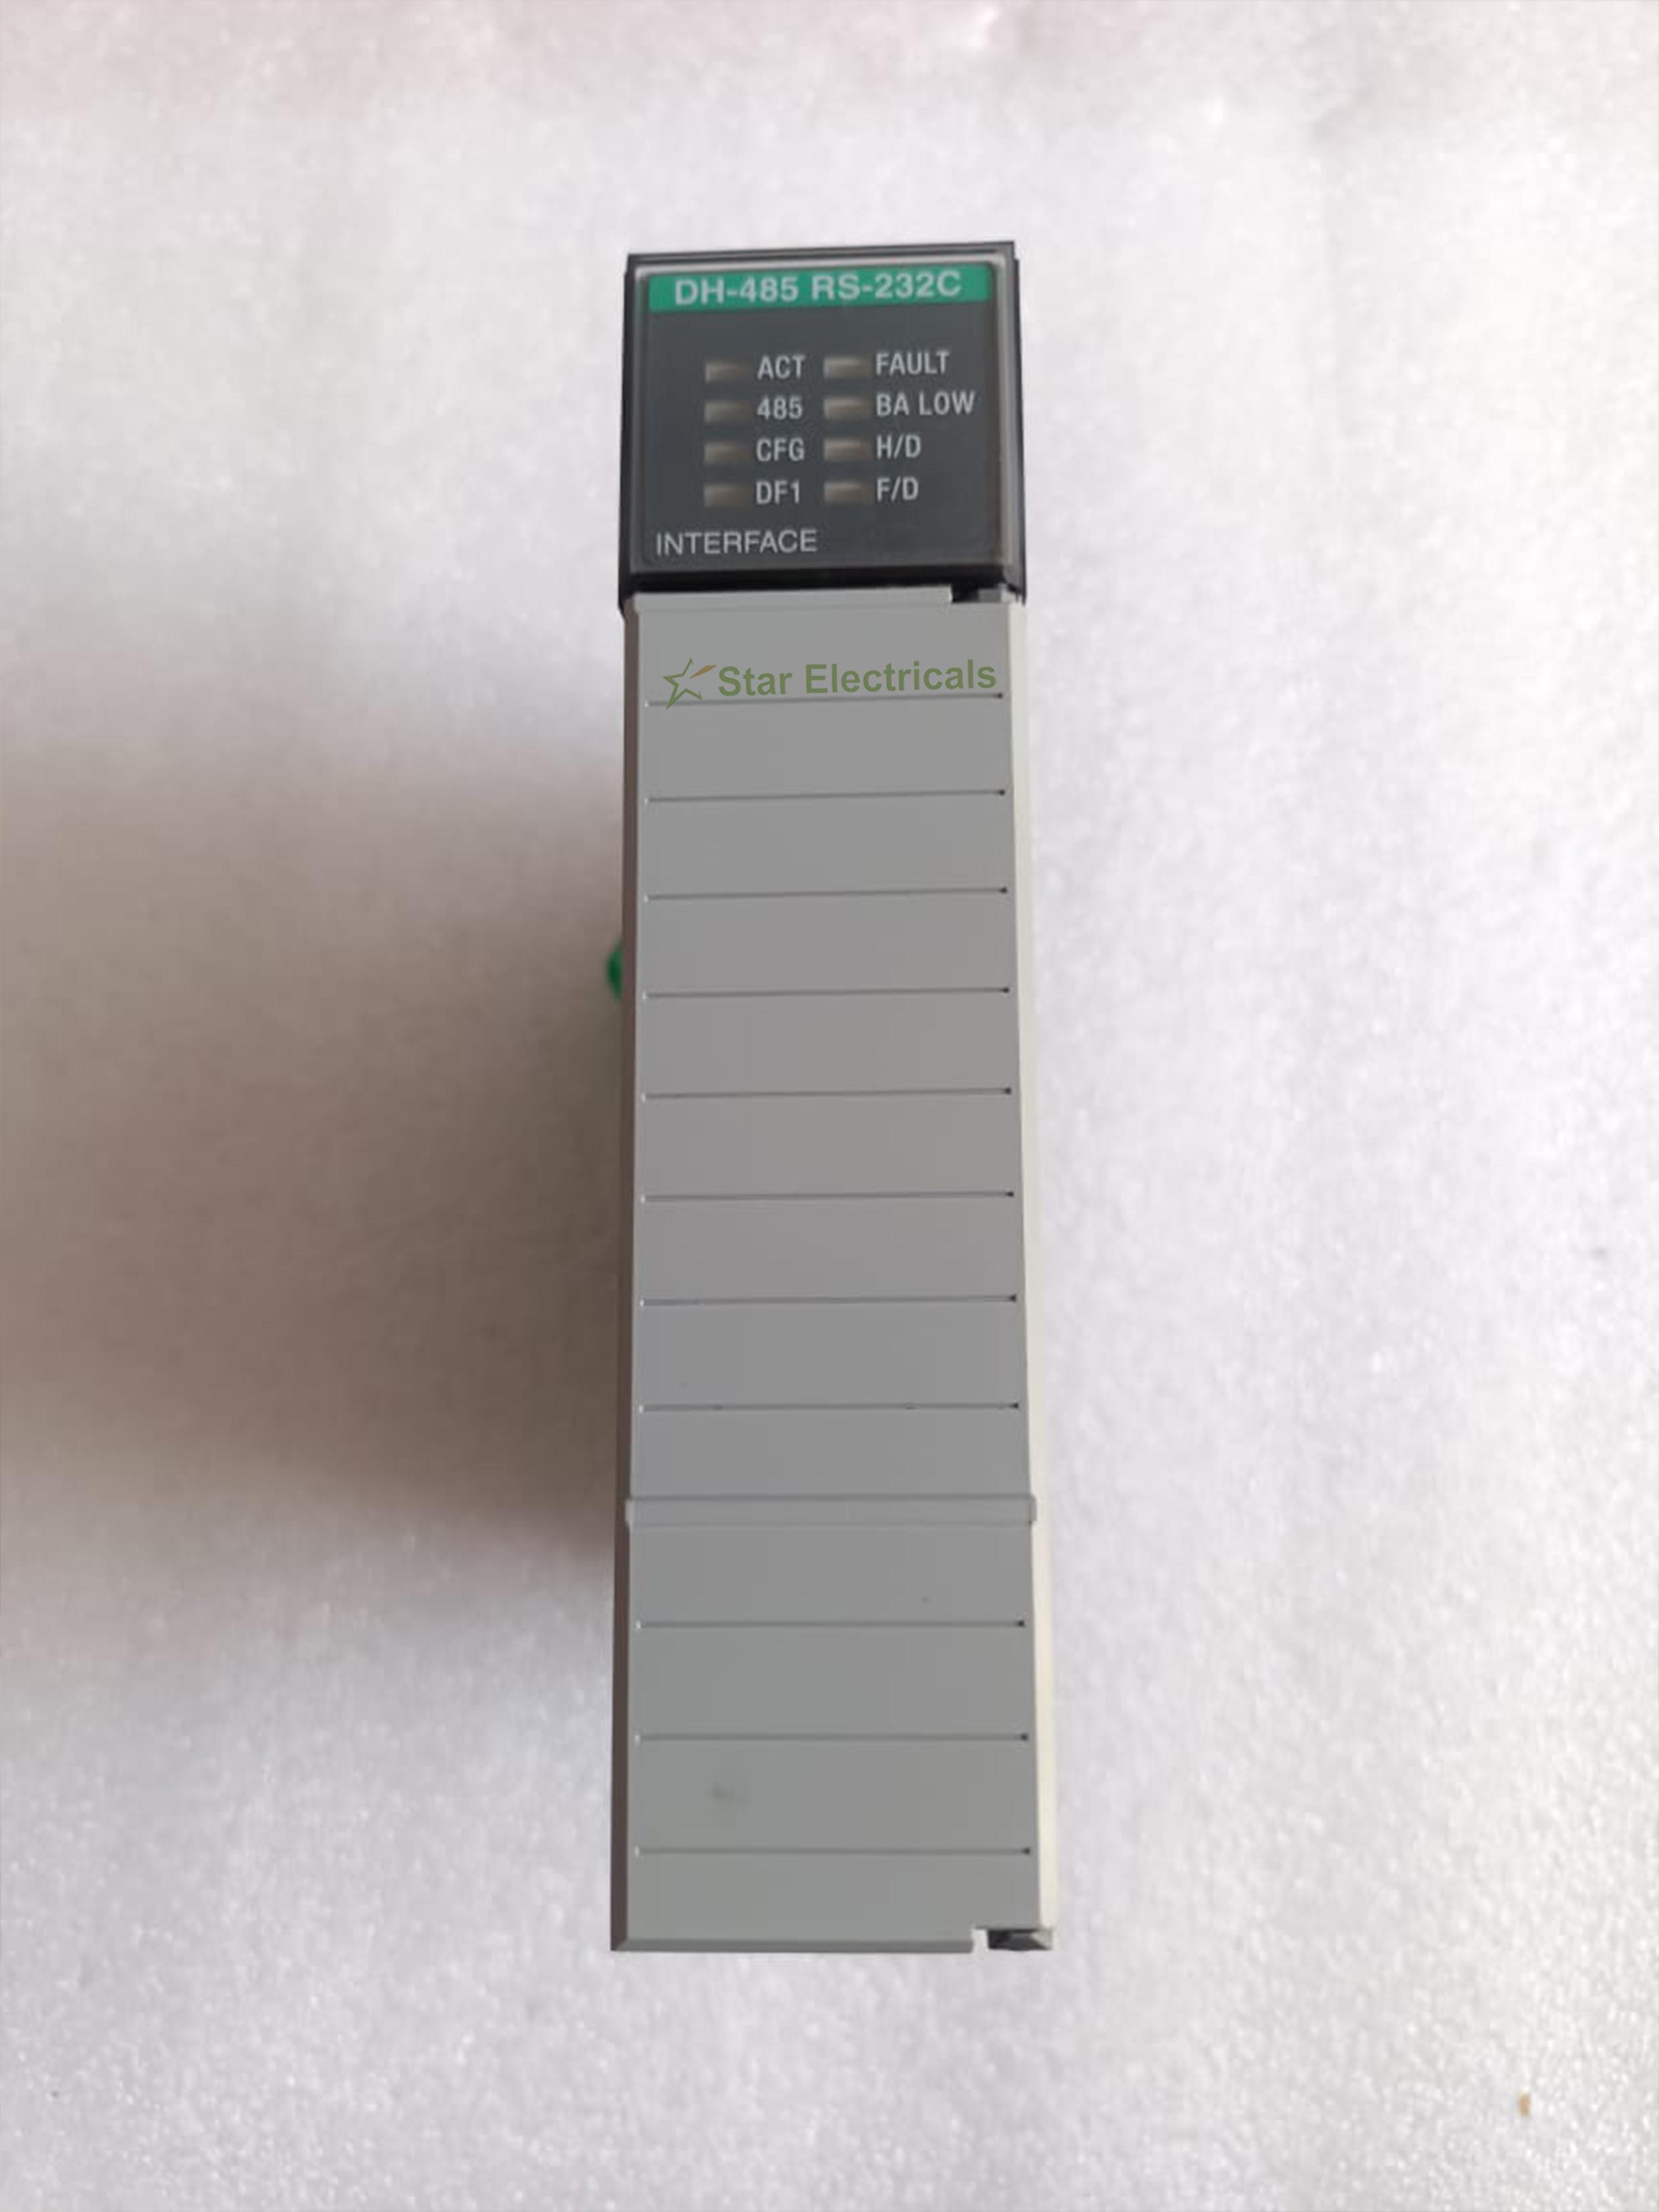 DH-485 RS-232C
ACT FAULT
485 BA LOW
CFG H/D
DF1 F/D
INTERFACE
Star Electricals